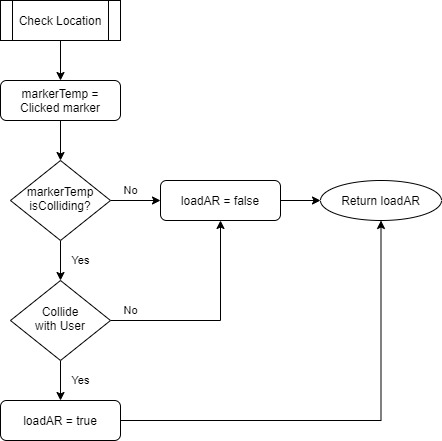 Check Location
markerTemp =
Clicked marker
markerTemp
isColliding?
No
loadAR = false
Return loadAR
Yes
Collide
with User
No
Yes
loadAR = true